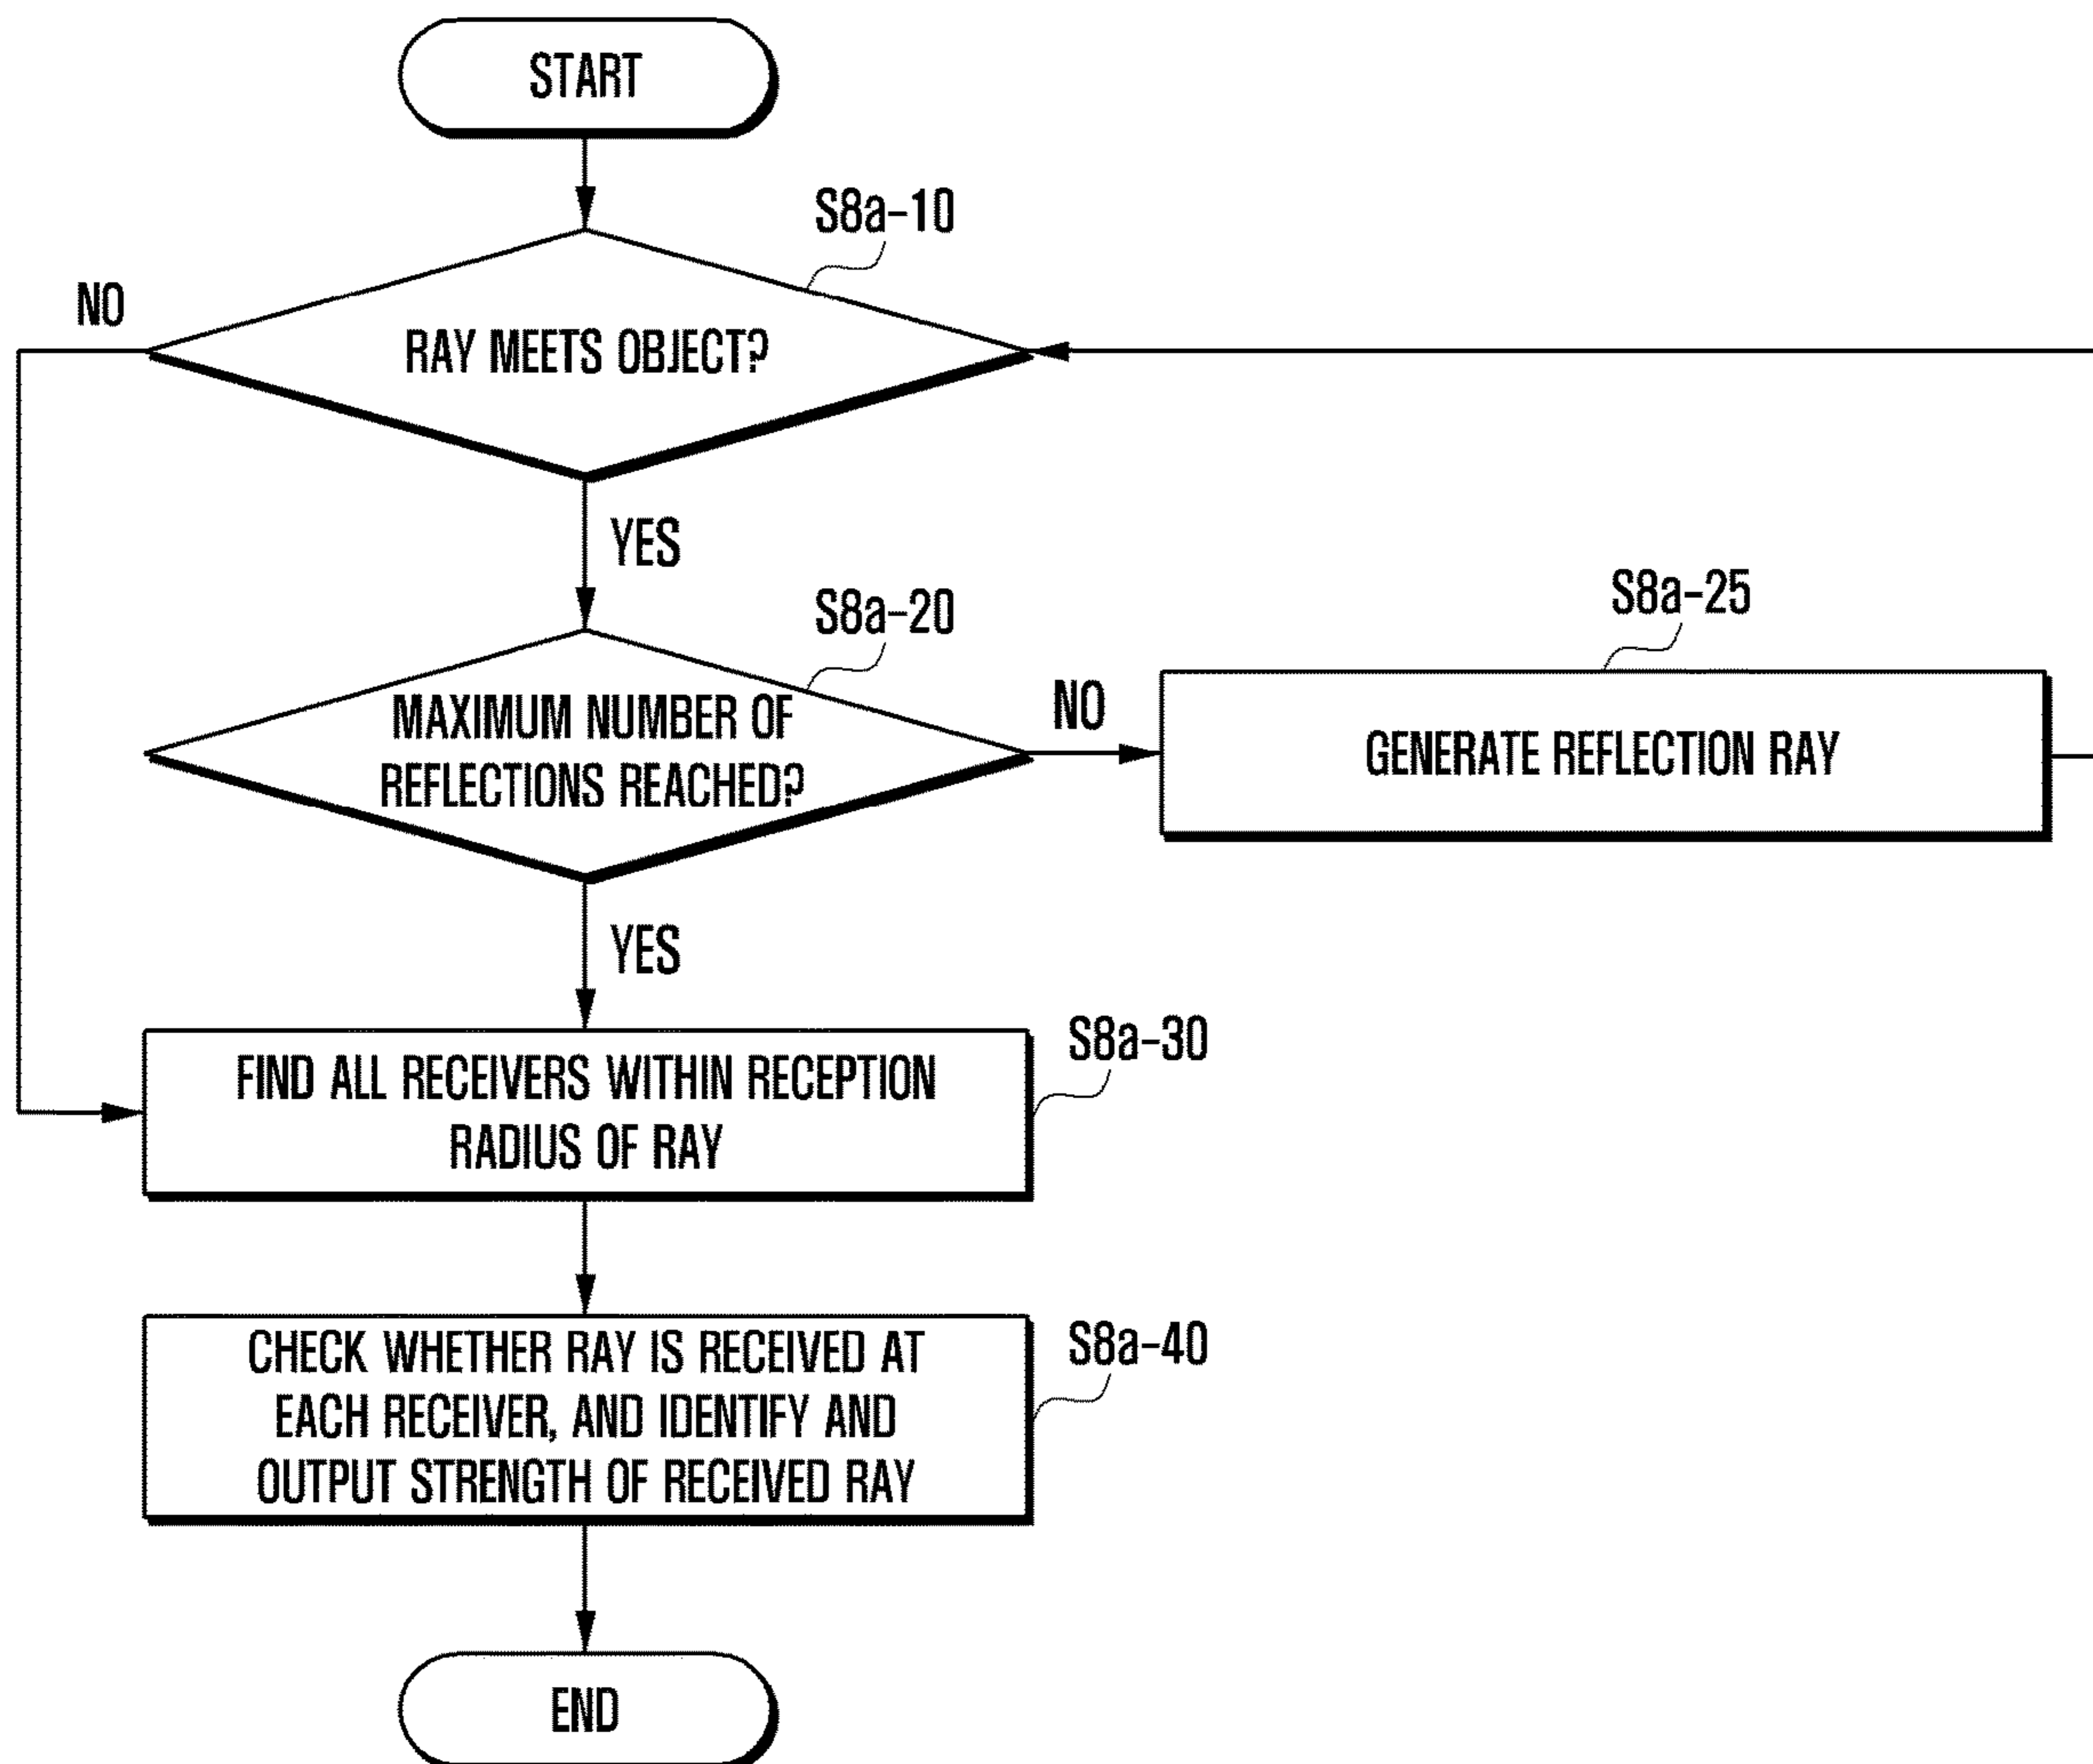 START
S8a-10
NO
RAY MEETS OBJECT?
YES
S8a-20
S8a-25
MAXIMUM NUMBER OF
REFLECTIONS REACHED?
NO
GENERATE REFLECTION RAY
YES
S8a-30
FIND ALL RECEIVERS WITHIN RECEPTION
RADIUS OF RAY
S8a-40
CHECK WHETHER RAY IS RECEIVED AT
EACH RECEIVER, AND IDENTIFY AND
OUTPUT STRENGTH OF RECEIVED RAY
END